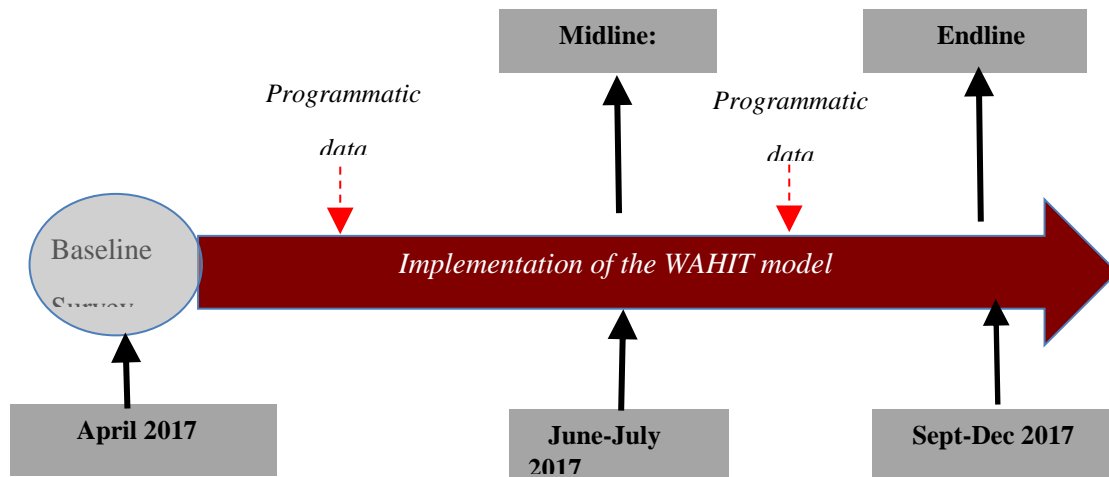 Midline:
Endline
Programmatic
data
Programmatic
data
Baseline
Survey
Implementation of the WAHIT model
April 2017
June-July
2017
Sept-Dec 2017